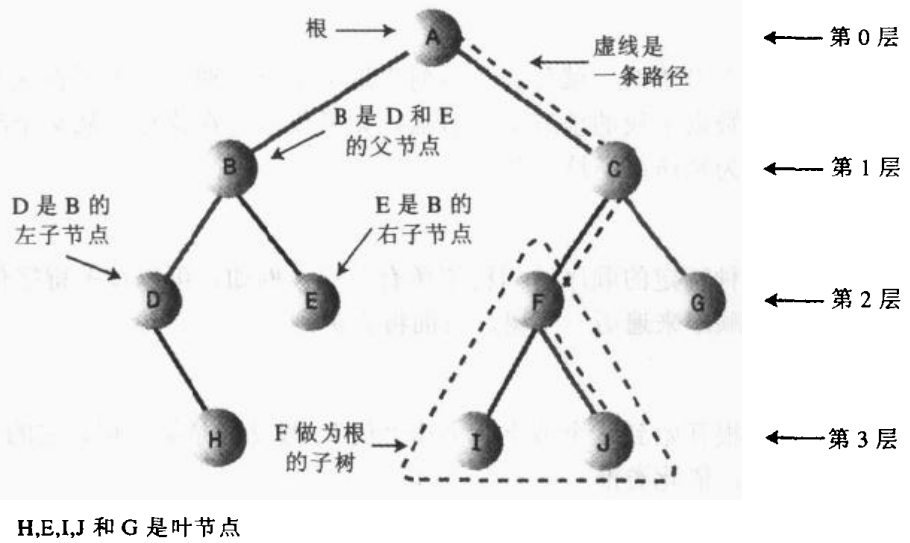 根
A
第 0 层
虚线是
一条路径
B 是 D 和 E
的父节点
B
C
第 1 层
D 是 B 的
左子节点
E 是 B 的
右子节点
D
E
F
G
第 2 层
H
F 做为根
的子树
I
J
第 3 层
H,E,I,J 和 G 是叶节点